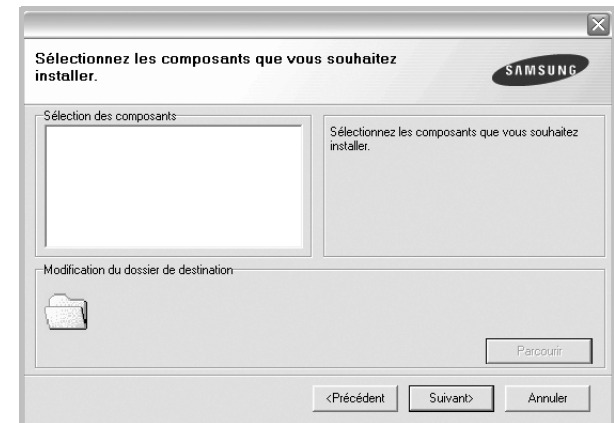 Sélectionnez les composants que vous souhaitez
installer.
SAMSUNG
Sélection des composants
Sélectionnez les composants que vous souhaitez
installer.
Modification du dossier de destination
Parcourir
<Précédent
Suivant>
Annuler